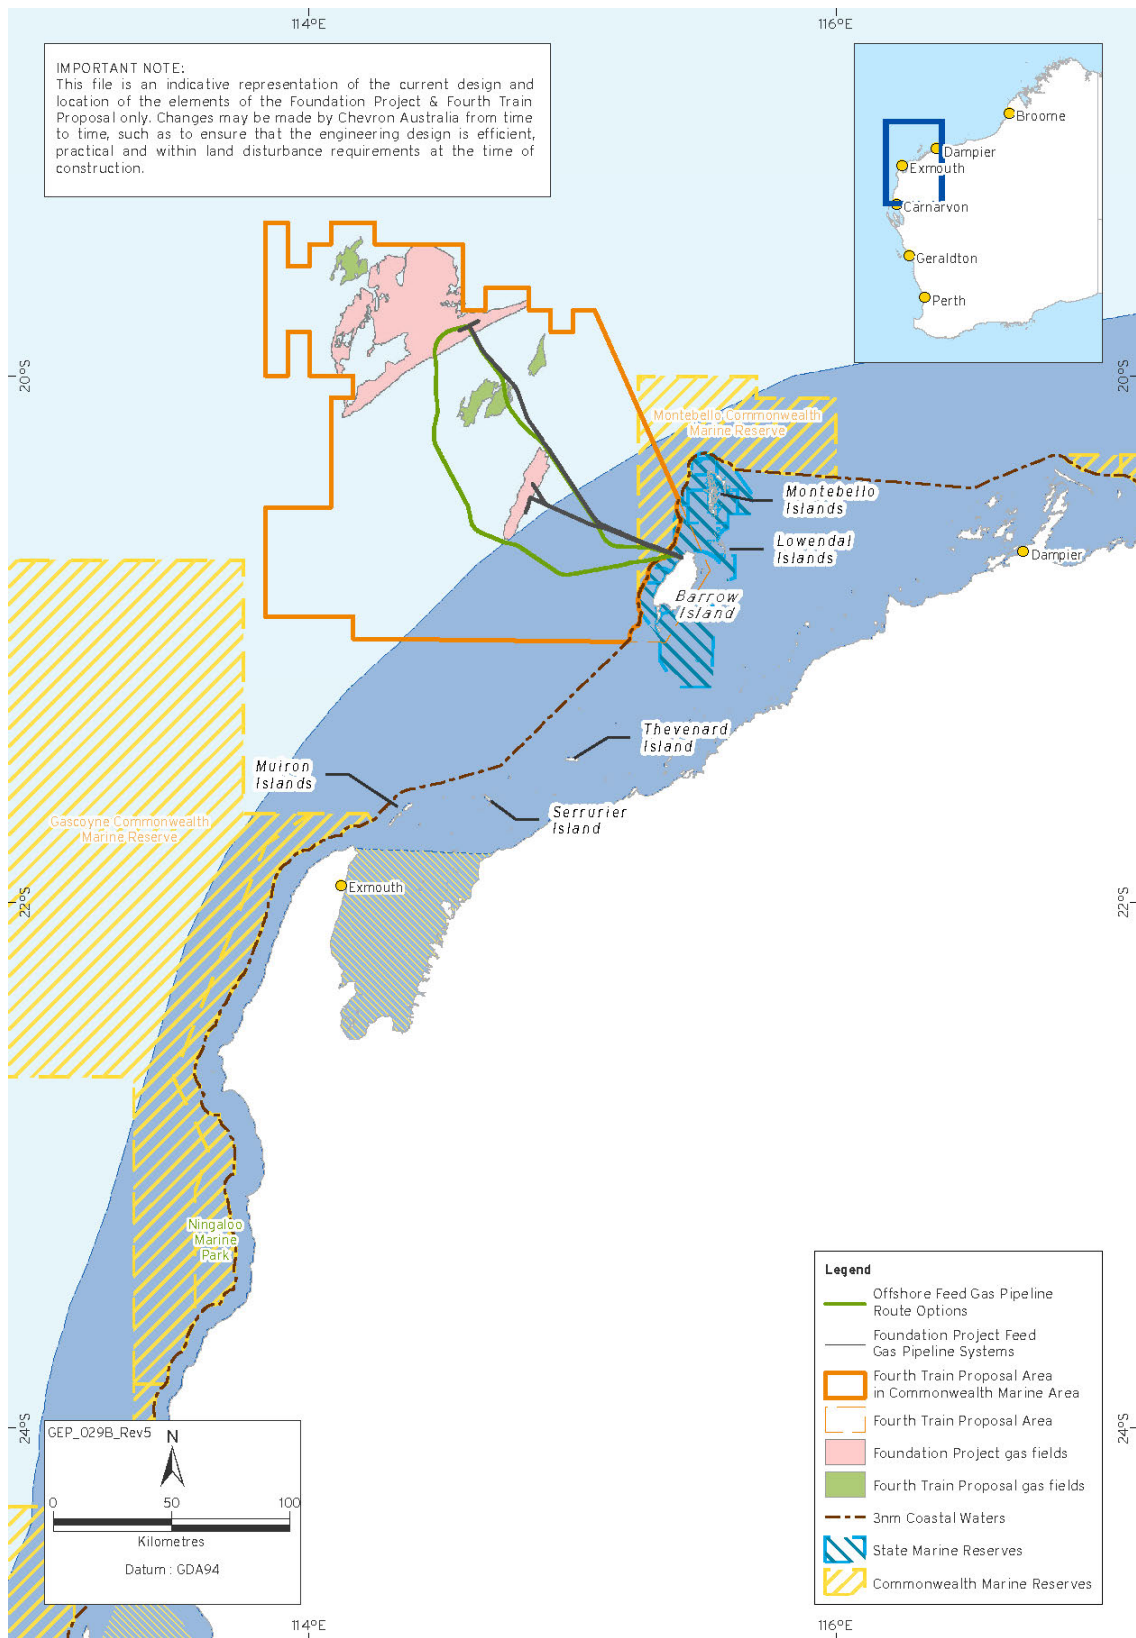 114°E
116°E
IMPORTANT NOTE:
This file is an indicative representation of the current design and
location of the elements of the Foundation Project & Fourth Train
Proposal only. Changes may be made by Chevron Australia from time
to time, such as to ensure that the engineering design is efficient,
practical and within land disturbance requirements at the time of
construction.
Broome
Dampier
Exmouth
Carnarvon
Geraldton
Perth
20°S
20°S
Montebello Commonwealth
Marine Reserve
Montebello
Islands
Lowendal
Islands
Dampier
Barrow
Island
Thevenard
Island
Muiron
Islands
Serrurier
Island
Gascoyne Commonwealth
Marine Reserve
Exmouth
22°S
22°S
Ningaloo
Marine
Park
Legend
Offshore Feed Gas Pipeline
Route Options
Foundation Project Feed
Gas Pipeline Systems
Fourth Train Proposal Area
in Commonwealth Marine Area
Fourth Train Proposal Area
Foundation Project gas fields
Fourth Train Proposal gas fields
3nm Coastal Waters
State Marine Reserves
Commonwealth Marine Reserves
24°S
24°S
GEP_029B_Rev5
N
0 50 100
Kilometres
Datum : GDA94
114°E
116°E